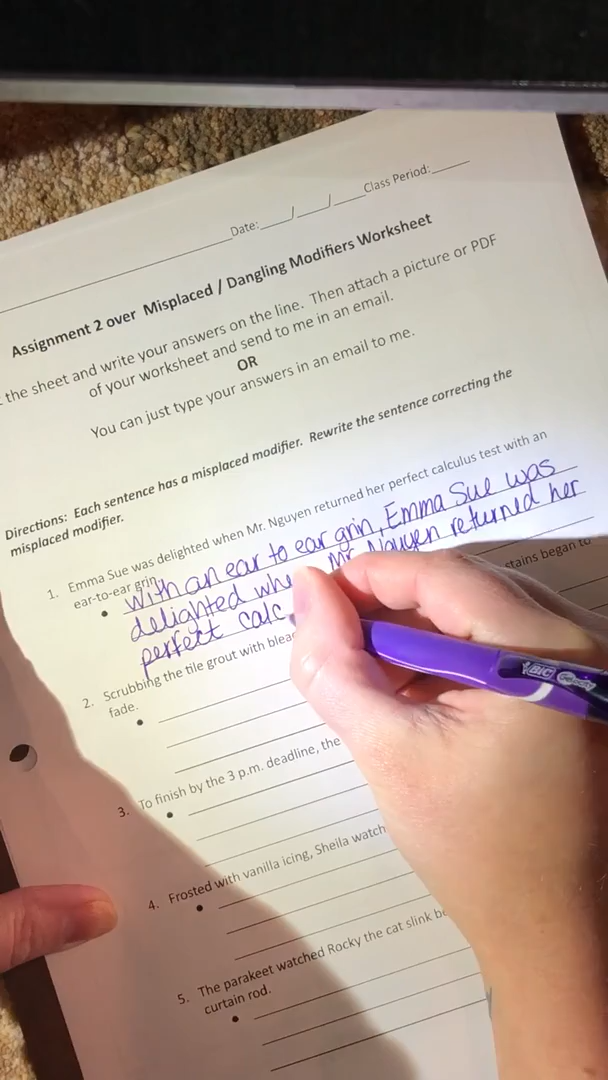 Date: ____/____/____ Class Period:______
Assignment 2 over Misplaced / Dangling Modifiers Worksheet
the sheet and write your answers on the line. Then attach a picture or PDF
of your worksheet and send to me in an email.
OR
You can just type your answers in an email to me.
Directions: Each sentence has a misplaced modifier. Rewrite the sentence correcting the
misplaced modifier.
1. Emma Sue was delighted when Mr. Nguyen returned her perfect calculus test with an
ear-to-ear grin.
• With an ear to ear grin, Emma Sue was
delighted Mr. Nguyen returned her
perfect calc
2. Scrubbing the tile grout with stains began to
fade.
•
3. To finish by the 3 p.m. deadline, the
•
4. Frosted with vanilla icing, Sheila watch
•
5. The parakeet watched Rocky the cat slink
curtain rod.
•
BIC Gelocity